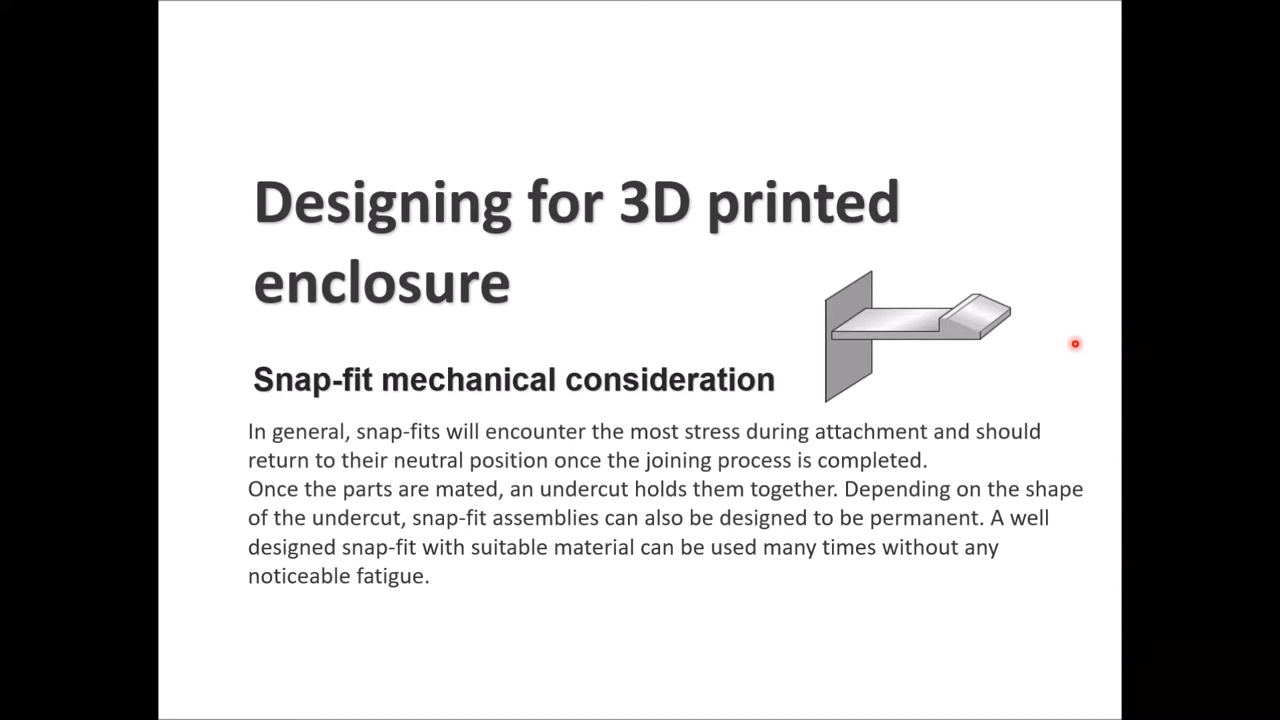 Designing for 3D printed
enclosure
Snap-fit mechanical consideration
In general, snap-fits will encounter the most stress during attachment and should
return to their neutral position once the joining process is completed.
Once the parts are mated, an undercut holds them together. Depending on the shape
of the undercut, snap-fit assemblies can also be designed to be permanent. A well
designed snap-fit with suitable material can be used many times without any
noticeable fatigue.